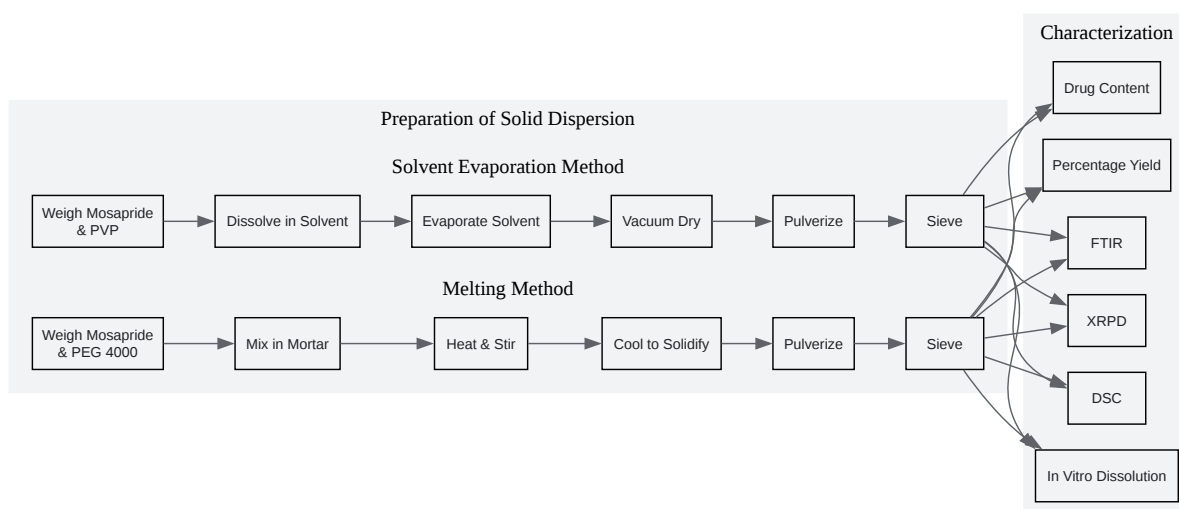 Characterization
Drug Content
Percentage Yield
FTIR
XRPD
DSC
In Vitro Dissolution
Preparation of Solid Dispersion
Solvent Evaporation Method
Weigh Mosapride
& PVP
Dissolve in Solvent
Evaporate Solvent
Vacuum Dry
Pulverize
Sieve
Melting Method
Weigh Mosapride
& PEG 4000
Mix in Mortar
Heat & Stir
Cool to Solidify
Pulverize
Sieve